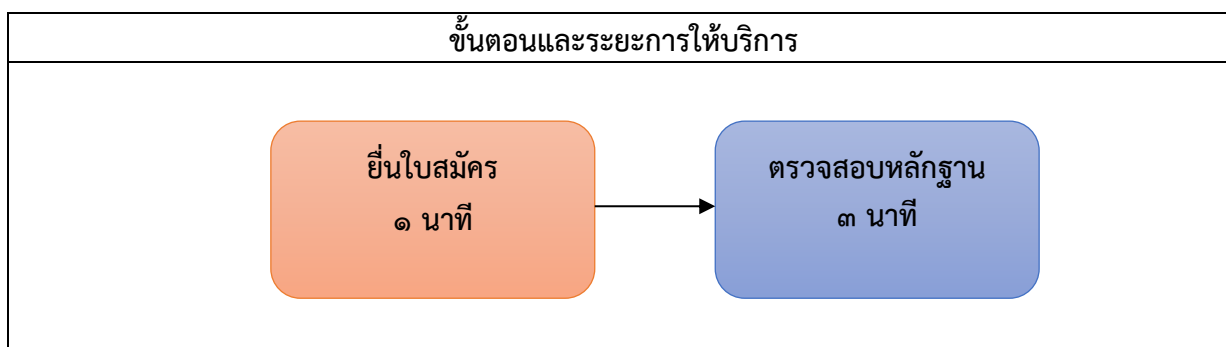 ขั้นตอนและระยะการให้บริการ
ยื่นใบสมัคร
๑ นาที
ตรวจสอบหลักฐาน
๓ นาที